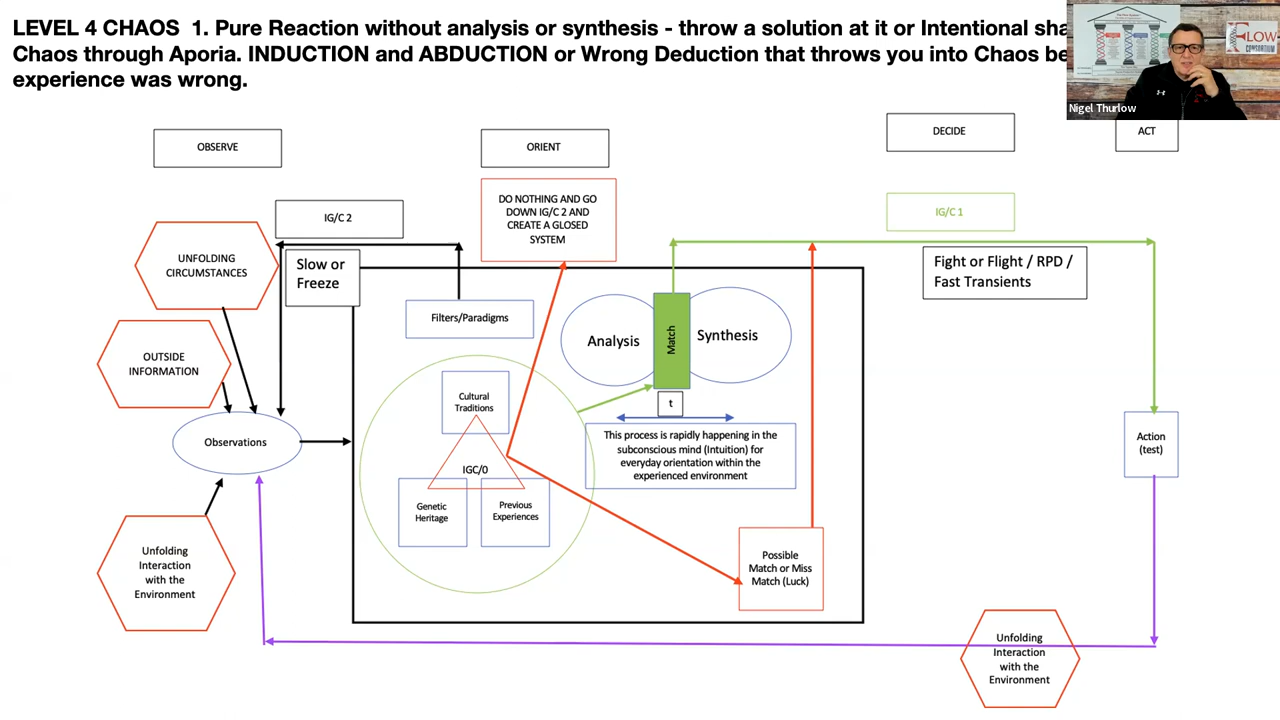 LEVEL 4 CHAOS 1. Pure Reaction without analysis or synthesis - throw a solution at it or Intentional sha
Chaos through Aporia. INDUCTION and ABDUCTION or Wrong Deduction that throws you into Chaos be
experience was wrong.
LOW
CONSORTIUM
Nigel Thurlow
OBSERVE
ORIENT
DECIDE
ACT
DO NOTHING AND GO
DOWN IG/C 2 AND
CREATE A GLOSED
SYSTEM
IG/C 2
IG/C 1
UNFOLDING
CIRCUMSTANCES
Slow or
Freeze
Fight or Flight / RPD /
Fast Transients
Filters/Paradigms
Analysis
Match
Synthesis
OUTSIDE
INFORMATION
Cultural
Traditions
t
Observations
This process is rapidly happening in the
subconscious mind (Intuition) for
everyday orientation within the
experienced environment
Action
(test)
IGC/0
Genetic
Heritage
Previous
Experiences
Unfolding
Interaction
with the
Environment
Possible
Match or Miss
Match (Luck)
Unfolding
Interaction
with the
Environment